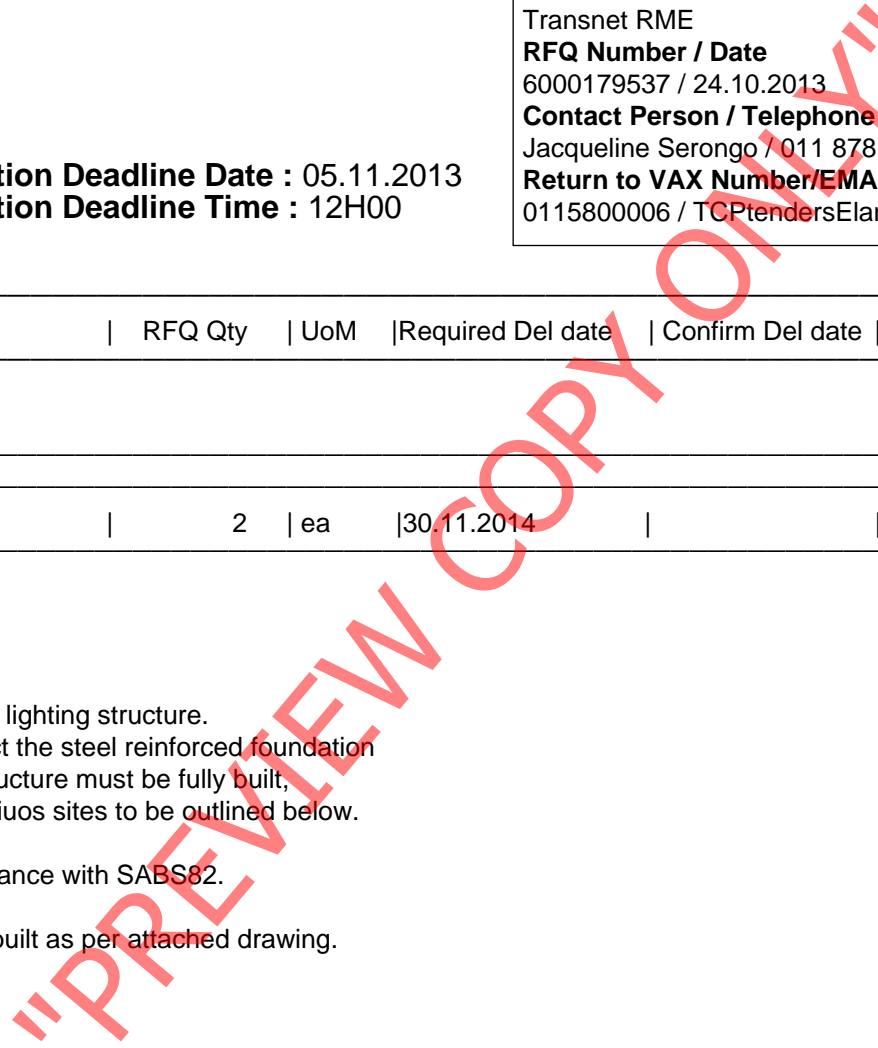 Transnet RME
RFQ Number / Date
6000179537 / 24.10.2013
Contact Person / Telephone
Jacqueline Serongo / 011 878
tion Deadline Date : 05.11.2013
Return to VAX Number/EMA
tion Deadline Time : 12H00
0115800006 / TCPtendersElan
| RFQ Qty | UoM |Required Del date | Confirm Del date |
| 2 | ea |30.11.2014 | |
lighting structure.
ct the steel reinforced foundation
ucture must be fully built,
iuos sites to be outlined below.
ance with SABS82.
built as per attached drawing.
"PREVIEW COPY ONLY"